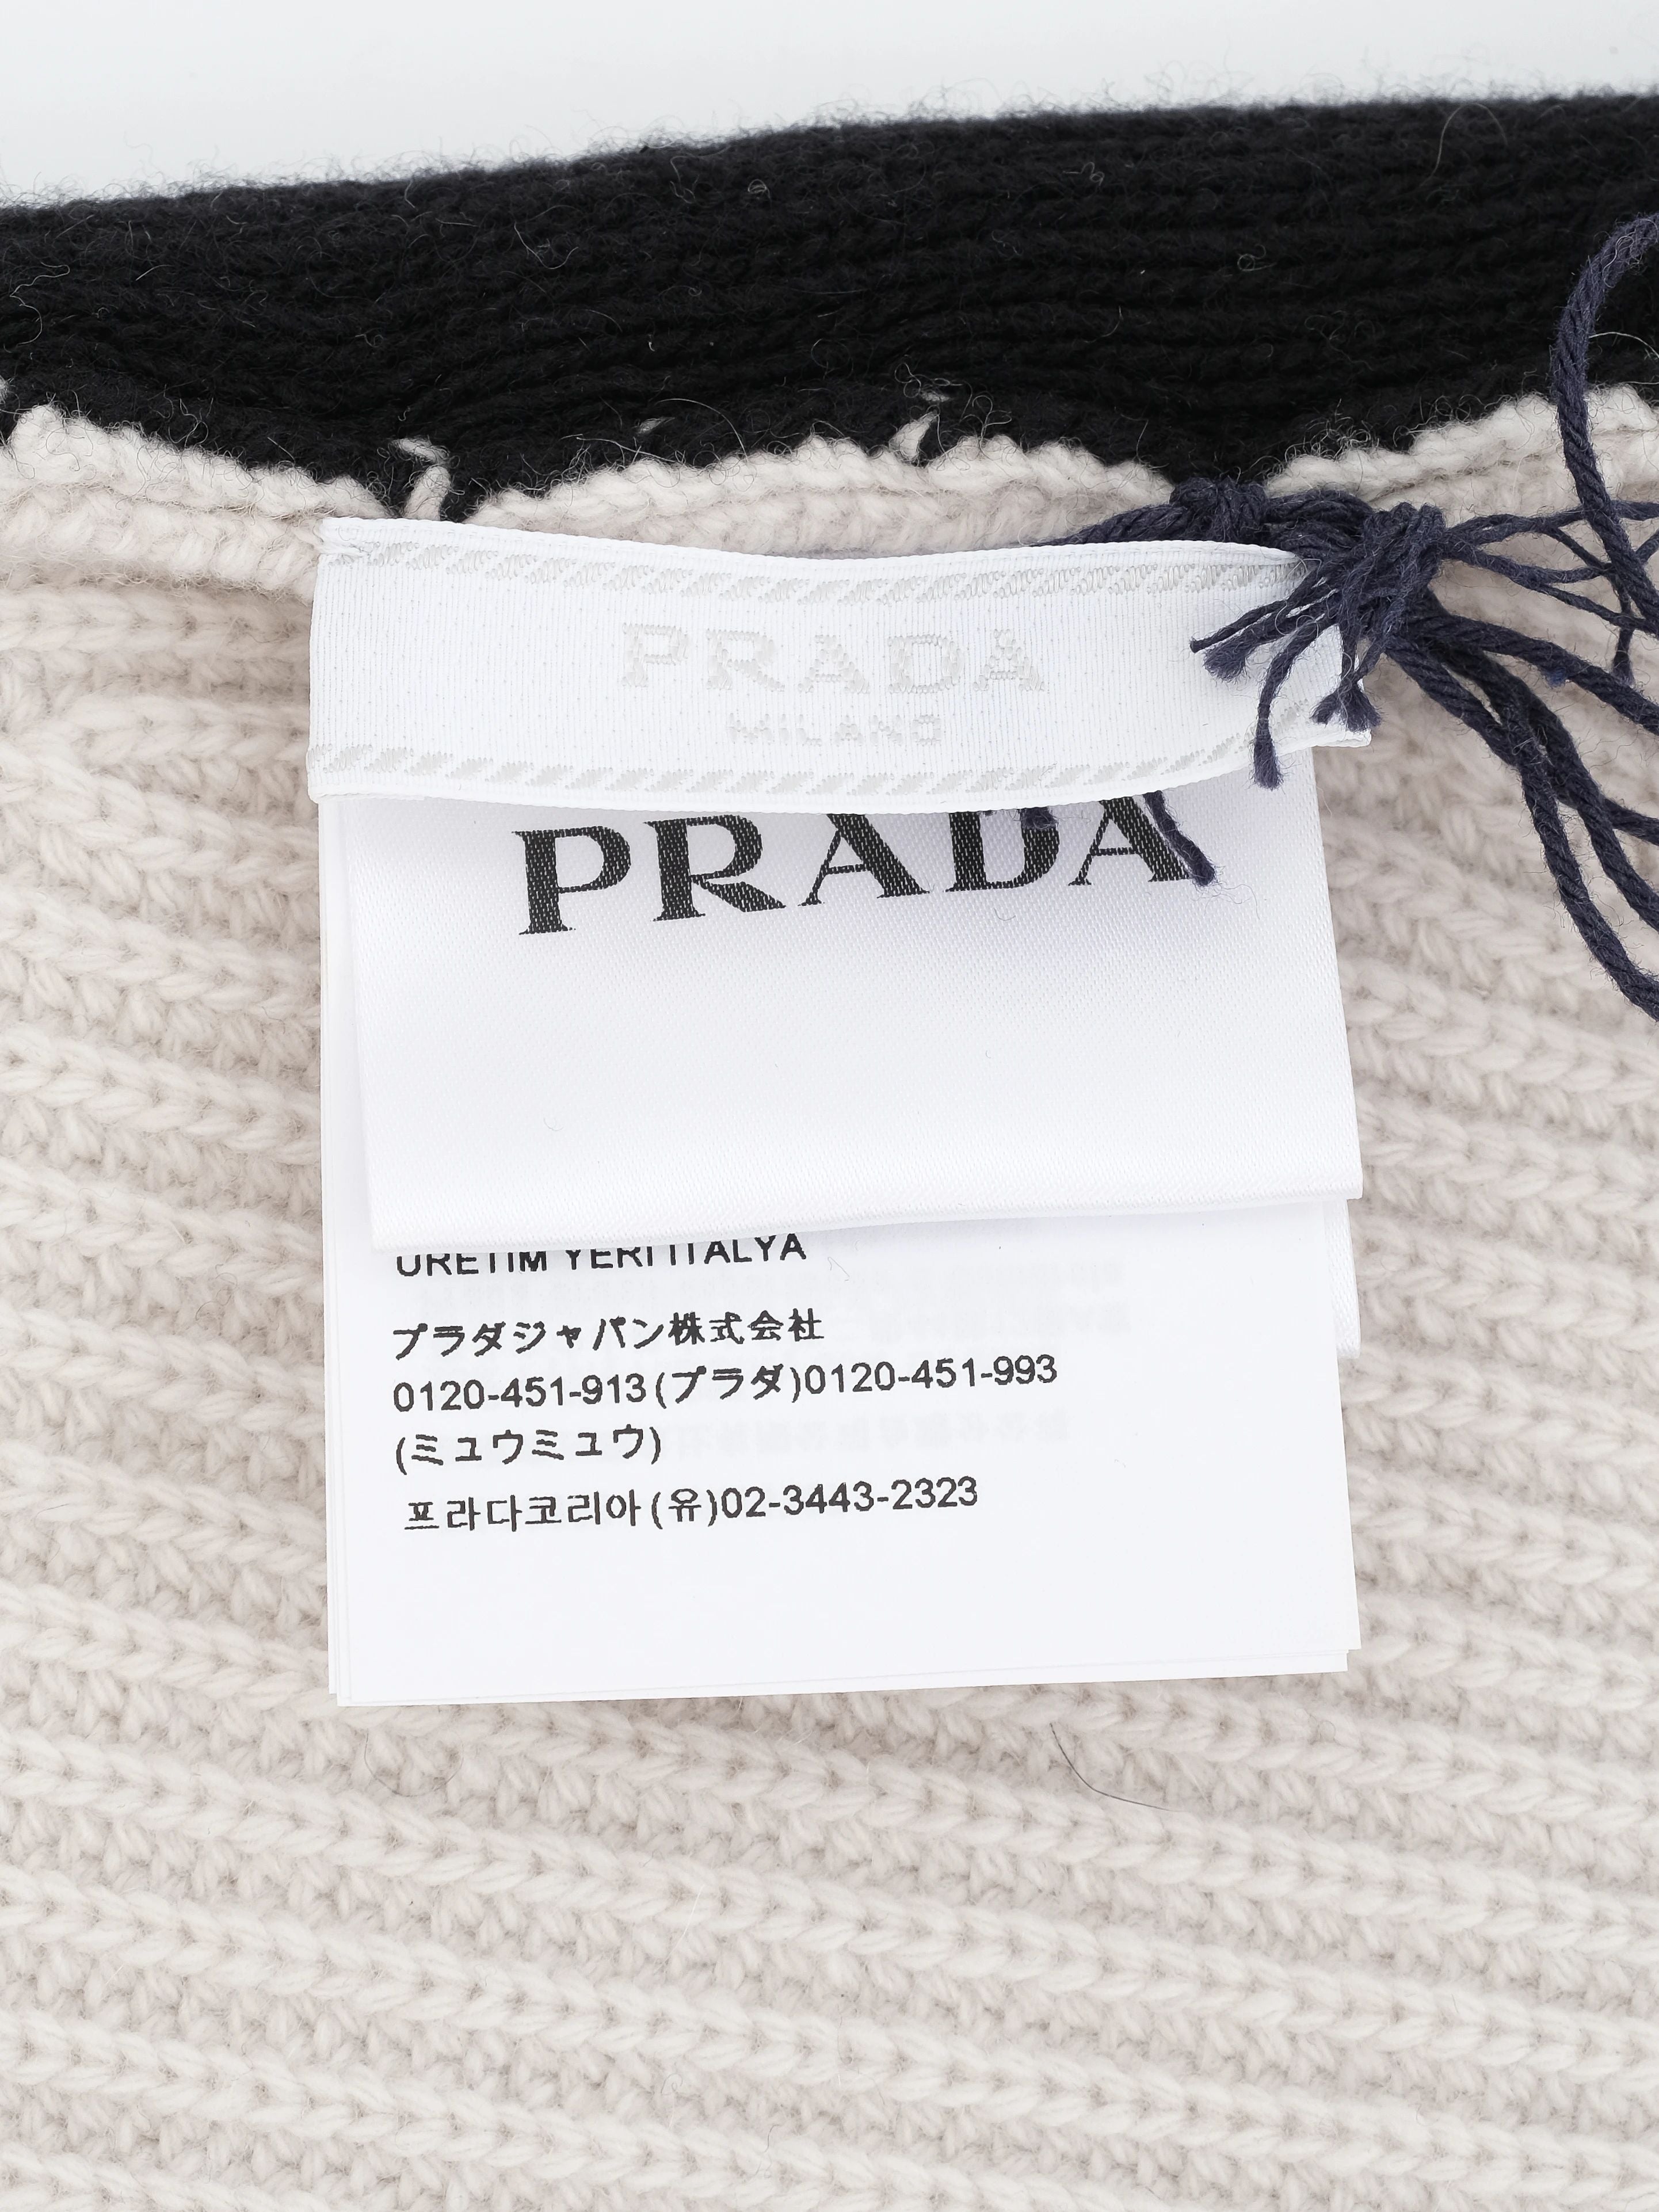 PRADA
MILANO
PRADA
URETIM YERI ITALYA
プラダジャパン株式会社
0120-451-913(プラダ)0120-451-993
(ミュウミュウ)
프라다코리아(유)02-3443-2323